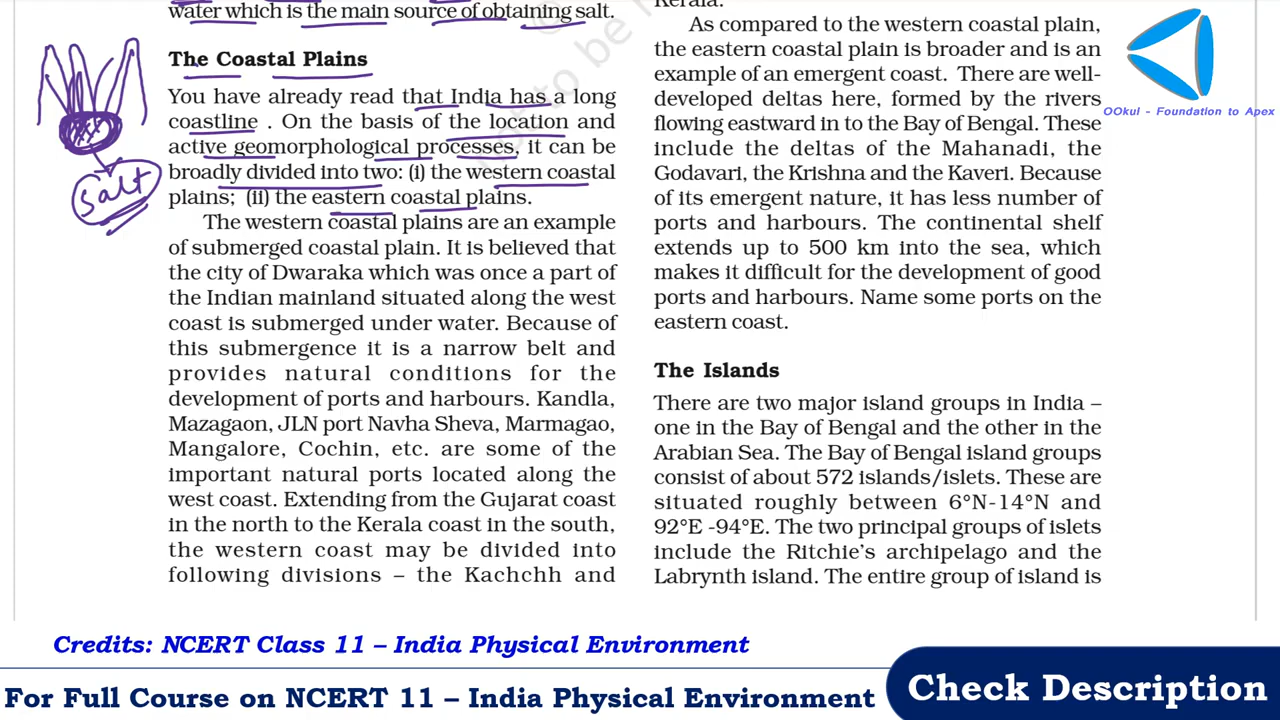 water which is the main source of obtaining salt.
The Coastal Plains
You have already read that India has a long
coastline . On the basis of the location and
active geomorphological processes, it can be
broadly divided into two: (i) the western coastal
plains; (ii) the eastern coastal plains.
The western coastal plains are an example
of submerged coastal plain. It is believed that
the city of Dwaraka which was once a part of
the Indian mainland situated along the west
coast is submerged under water. Because of
this submergence it is a narrow belt and
provides natural conditions for the
development of ports and harbours. Kandla,
Mazagaon, JLN port Navha Sheva, Marmagao,
Mangalore, Cochin, etc. are some of the
important natural ports located along the
west coast. Extending from the Gujarat coast
in the north to the Kerala coast in the south,
the western coast may be divided into
following divisions – the Kachchh and
salt
Kerala.
As compared to the western coastal plain,
the eastern coastal plain is broader and is an
example of an emergent coast. There are well-
developed deltas here, formed by the rivers
flowing eastward in to the Bay of Bengal. These
include the deltas of the Mahanadi, the
Godavari, the Krishna and the Kaveri. Because
of its emergent nature, it has less number of
ports and harbours. The continental shelf
extends up to 500 km into the sea, which
makes it difficult for the development of good
ports and harbours. Name some ports on the
eastern coast.
The Islands
There are two major island groups in India –
one in the Bay of Bengal and the other in the
Arabian Sea. The Bay of Bengal island groups
consist of about 572 islands/islets. These are
situated roughly between 6°N-14°N and
92°E -94°E. The two principal groups of islets
include the Ritchie's archipelago and the
Labrynth island. The entire group of island is
OOkul - Foundation to Apex
to be
Credits: NCERT Class 11 – India Physical Environment
For Full Course on NCERT 11 – India Physical Environment
Check Description